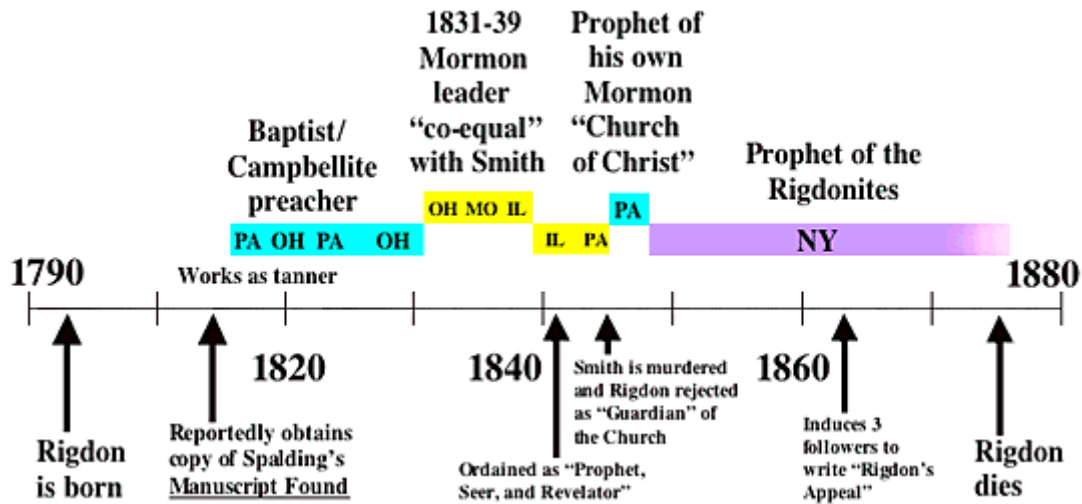 1831-39
Mormon
leader
“co-equal”
with Smith
Prophet of
his own
Mormon
“Church
of Christ”
Baptist/
Campbellite
preacher
Prophet of the
Rigdonites
OH MO IL
PA
PA OH PA OH
IL PA
NY
1790
Works as tanner
1880
1820
1840
1860
Rigdon
is born
Reportedly obtains
copy of Spalding’s
Manuscript Found
Ordained as “Prophet,
Seer, and Revelator”
Smith is murdered
and Rigdon rejected
as “Guardian” of
the Church
Induces 3
followers to
write “Rigdon’s
Appeal”
Rigdon
dies